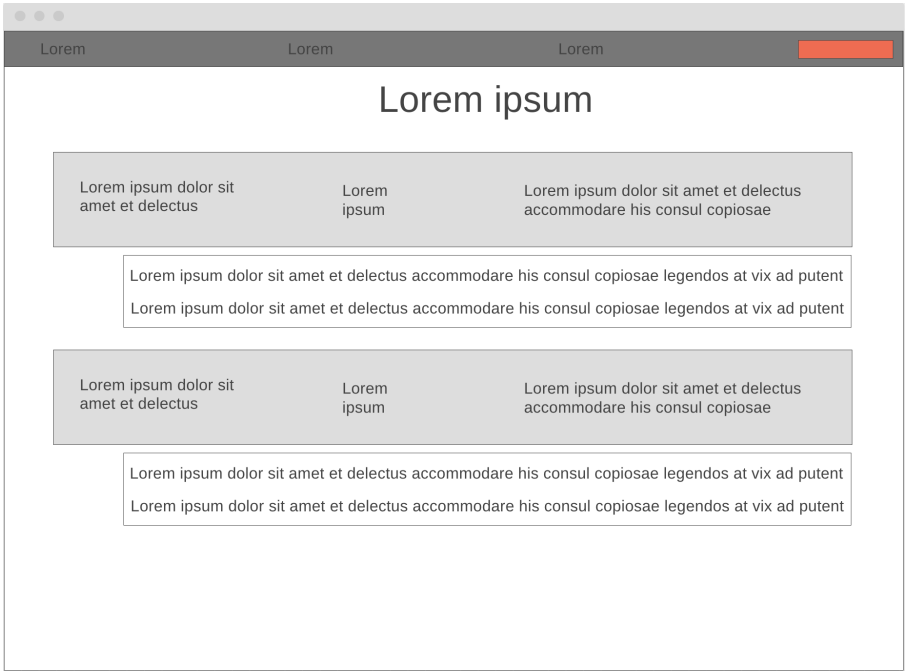 Lorem Lorem Lorem
Lorem ipsum
Lorem ipsum dolor sit
amet et delectus
Lorem
ipsum
Lorem ipsum dolor sit amet et delectus
accommodare his consul copiosae
Lorem ipsum dolor sit amet et delectus accommodare his consul copiosae legendos at vix ad putent
Lorem ipsum dolor sit amet et delectus accommodare his consul copiosae legendos at vix ad putent
Lorem ipsum dolor sit
amet et delectus
Lorem
ipsum
Lorem ipsum dolor sit amet et delectus
accommodare his consul copiosae
Lorem ipsum dolor sit amet et delectus accommodare his consul copiosae legendos at vix ad putent
Lorem ipsum dolor sit amet et delectus accommodare his consul copiosae legendos at vix ad putent